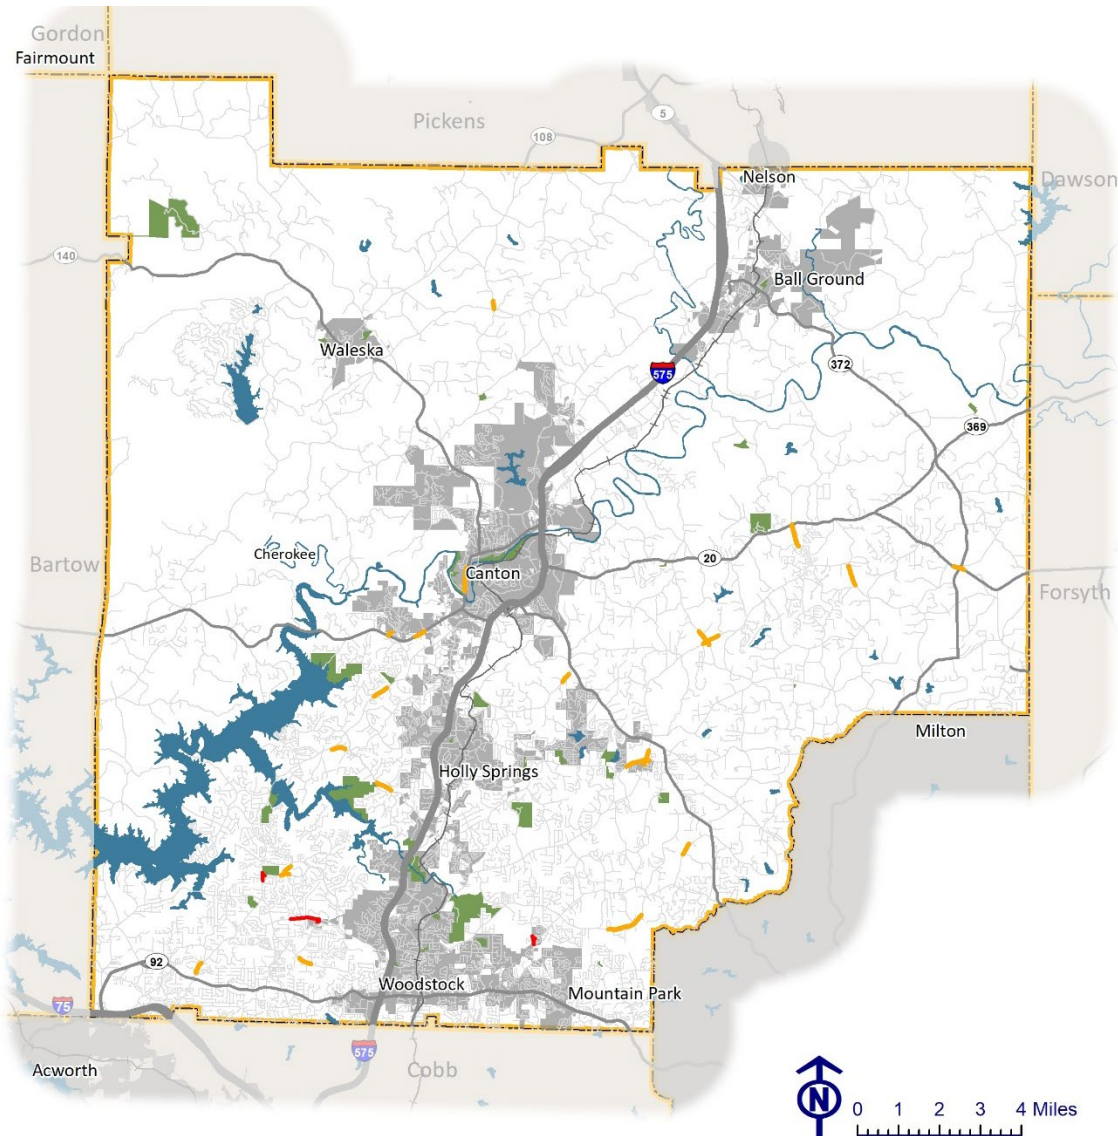 Gordon
Fairmount
Pickens
5
108
Nelson
Dawson
140
Ball Ground
Waleska
575
372
369
Cherokee
Bartow
Canton
20
Forsyth
Milton
Holly Springs
92
Woodstock
Mountain Park
75
575
Acworth
Cobb
N
0 1 2 3 4 Miles